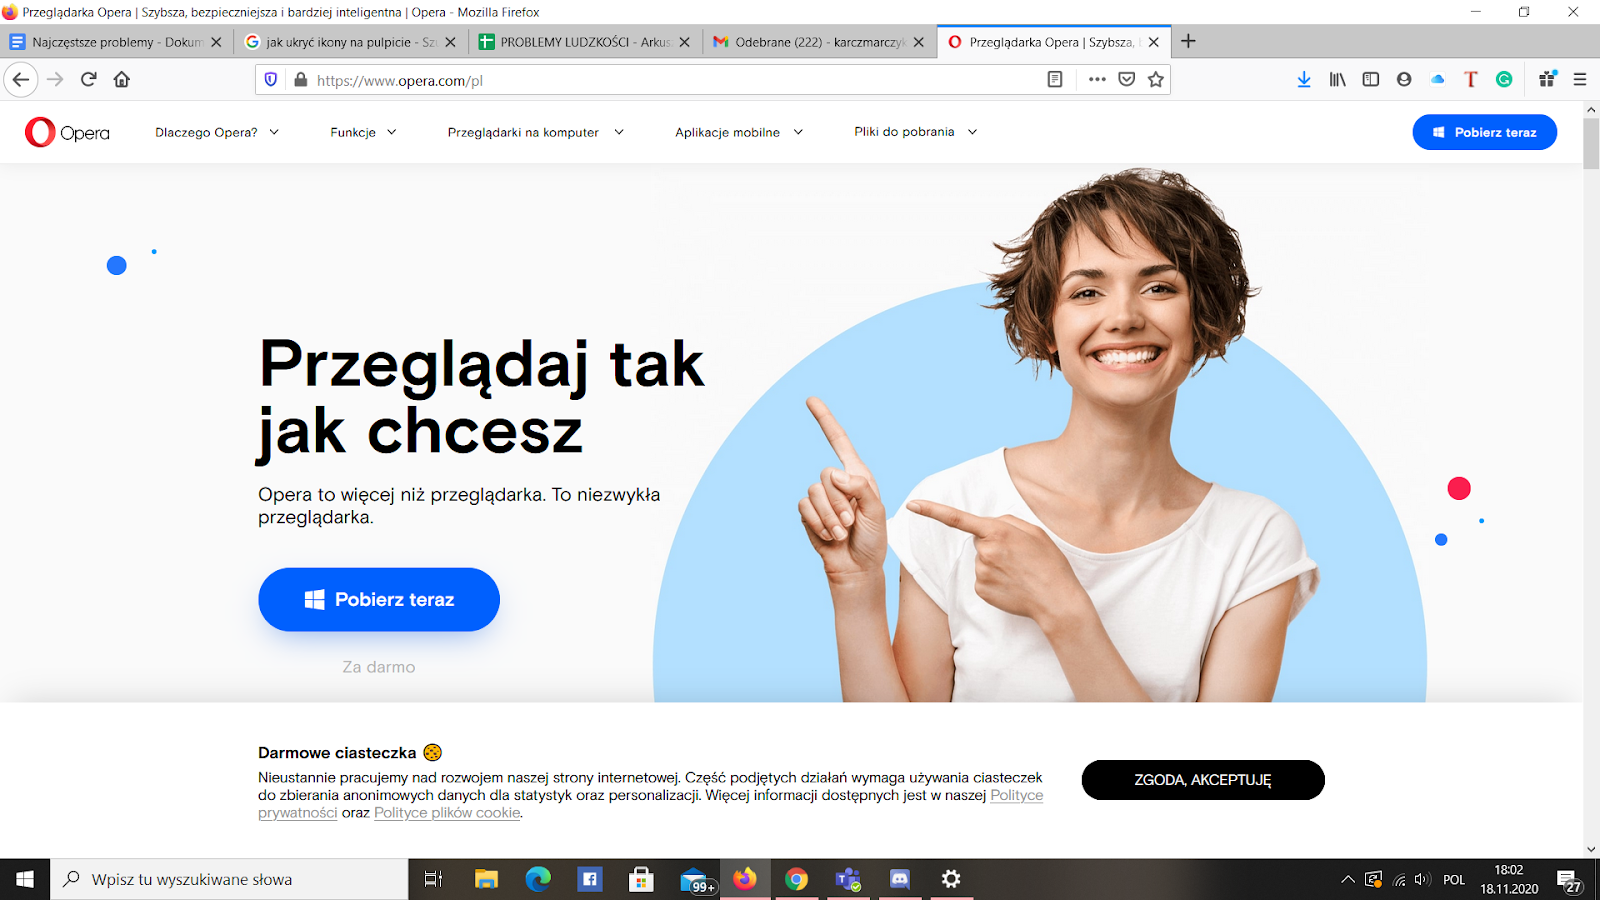 Przeglądarka Opera | Szybsza, bezpieczniejsza i bardziej inteligentna | Opera - Mozilla Firefox
Najczęstsze problemy - Dokum
jak ukryć ikony na pulpicie - Szu
PROBLEMY LUDZKOŚCI - Arkusz
Odebrane (222) - karczmarczyk
Przeglądarka Opera | Szybsza, b
https://www.opera.com/pl
Opera
Dlaczego Opera?
Funkcje
Przeglądarki na komputer
Aplikacje mobilne
Pliki do pobrania
Pobierz teraz
Przeglądaj tak
jak chcesz
Opera to więcej niż przeglądarka. To niezwykła
przeglądarka.
Pobierz teraz
Za darmo
Darmowe ciasteczka
Nieustannie pracujemy nad rozwojem naszej strony internetowej. Część podjętych działań wymaga używania ciasteczek
do zbierania anonimowych danych dla statystyk oraz personalizacji. Więcej informacji dostępnych jest w naszej Polityce
prywatności oraz Polityce plików cookie.
ZGODA, AKCEPTUJĘ
Wpisz tu wyszukiwane słowa
99+
POL
18:02
18.11.2020
27